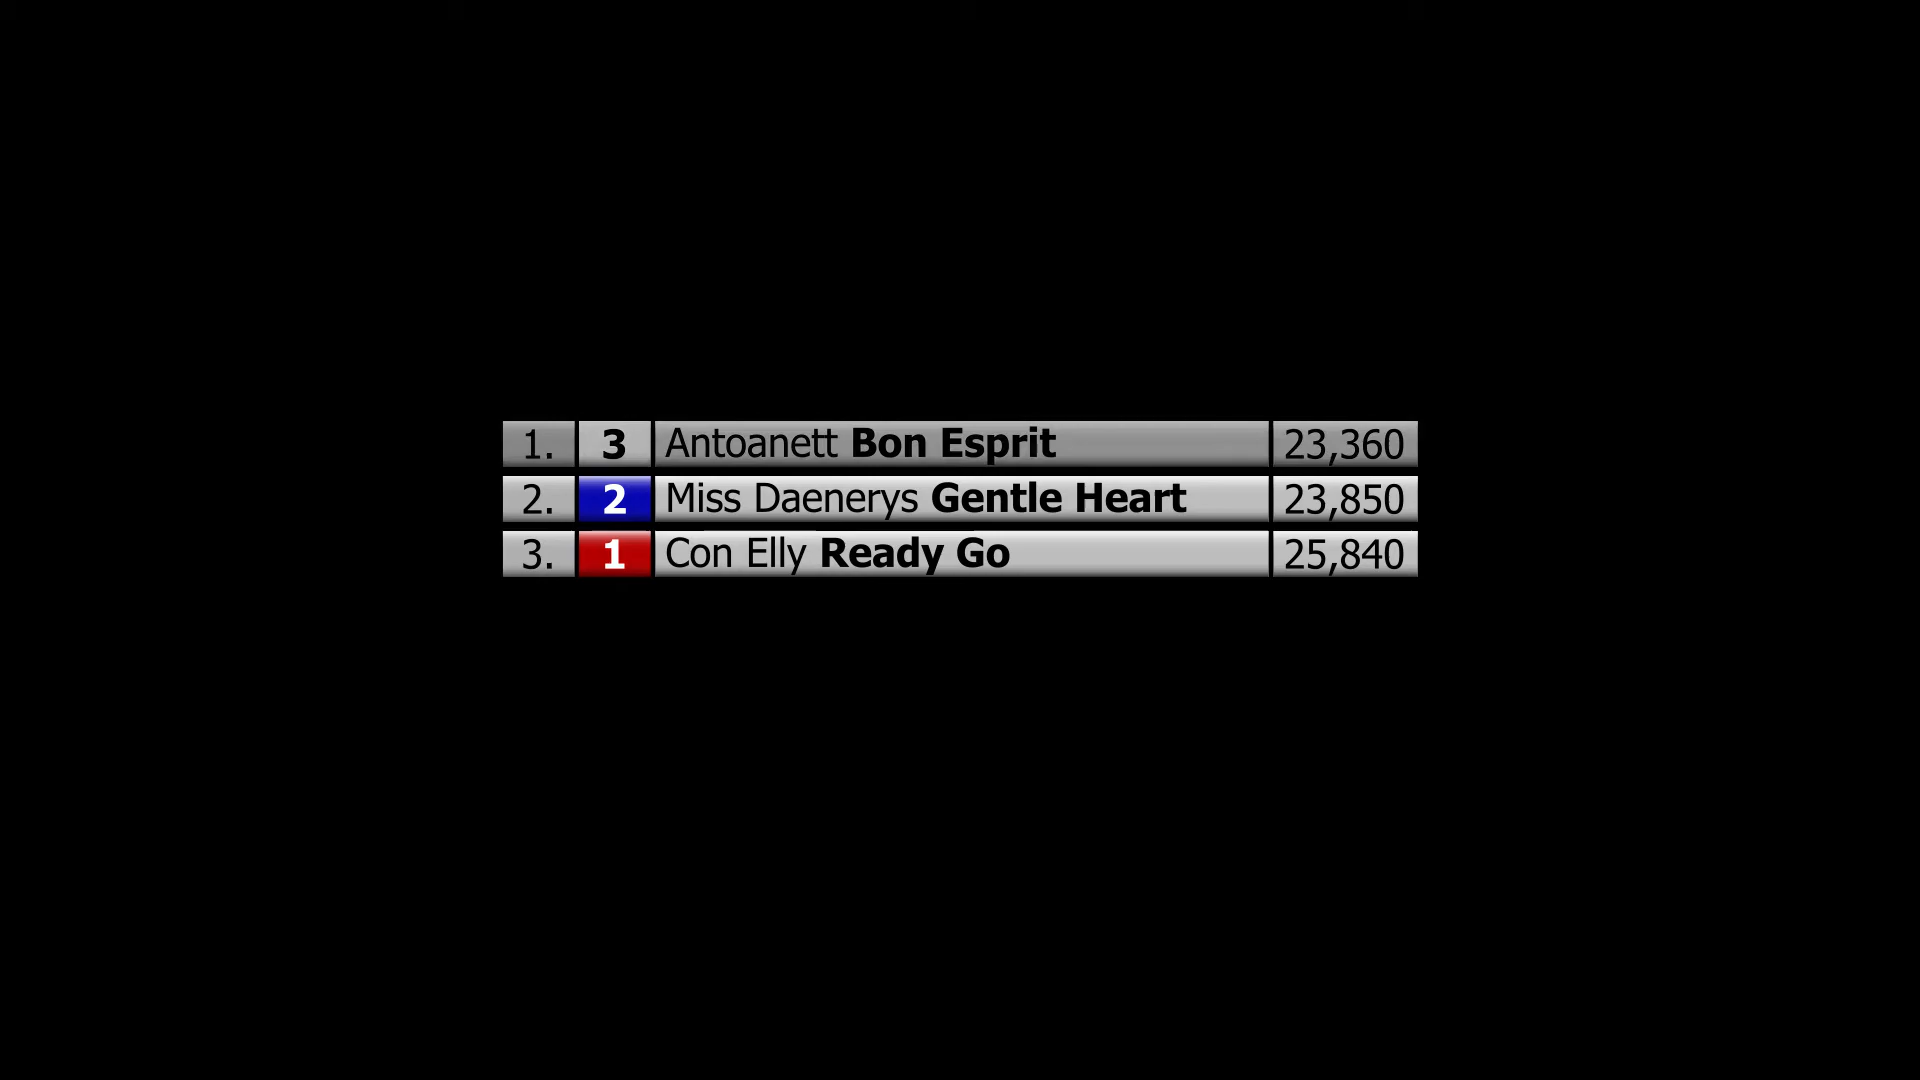 1. 3 Antoanett Bon Esprit 23,360
2. 2 Miss Daenerys Gentle Heart 23,850
3. 1 Con Elly Ready Go 25,840